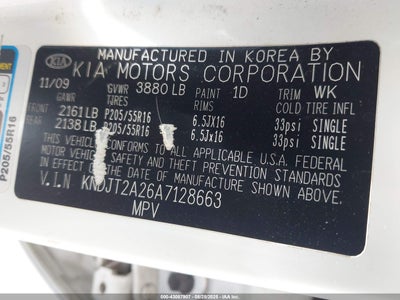 MANUFACTURED IN KOREA BY
KIA KIA MOTORS CORPORATION
11/09 GVWR 3880 LB PAINT 1D TRIM WK
GAWR TJRES RIMS COLD TIRE INFL
FRONT 2161LB P205/55R16 6.5JX16 33psi SINGLE
REAR 2138LB P205/55R16 6.5JX16 33psi SINGLE
THIS VEHICLE CONFORMS TO ALL APPLICABLE U.S. FEDERAL
MOTOR VEHICLE SAFETY, BUMPER, AND THEFT PREVENTION
STANDARDS IN EFFECT ON THE DATE OF MANUFACTURE SHOWN ABOVE
V.I.N KNDJT2A26A7128663
MPV
P205/55R16